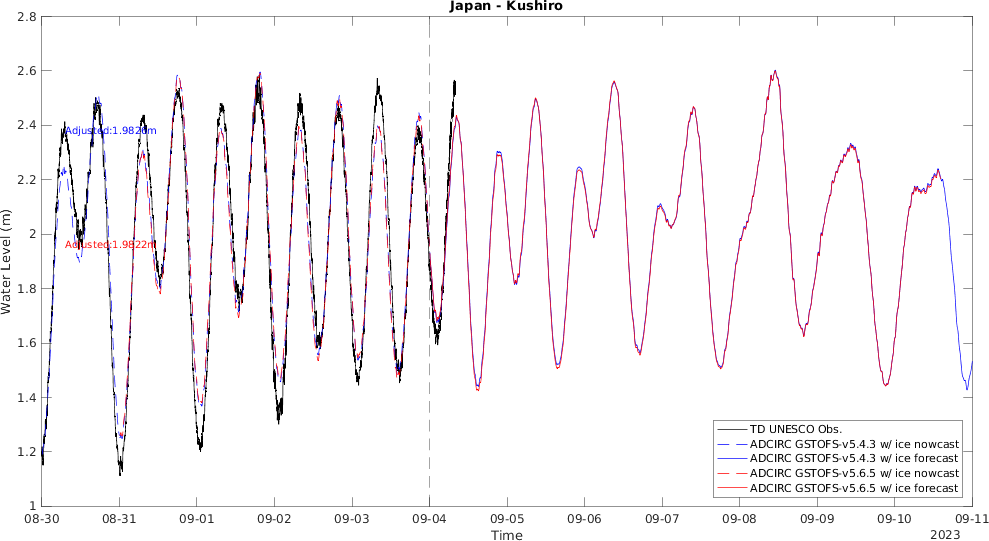 Japan - Kushiro
2.8
2.6
2.4
2.2
2
1.8
1.6
1.4
1.2
1
Water Level (m)
Adjusted:1.9826m
Adjusted:1.9822m
TD UNESCO Obs.
ADCIRC GSTOFS-v5.4.3 w/ ice nowcast
ADCIRC GSTOFS-v5.4.3 w/ ice forecast
ADCIRC GSTOFS-v5.6.5 w/ ice nowcast
ADCIRC GSTOFS-v5.6.5 w/ ice forecast
08-30 08-31 09-01 09-02 09-03 09-04 09-05 09-06 09-07 09-08 09-09 09-10 09-11
Time
2023